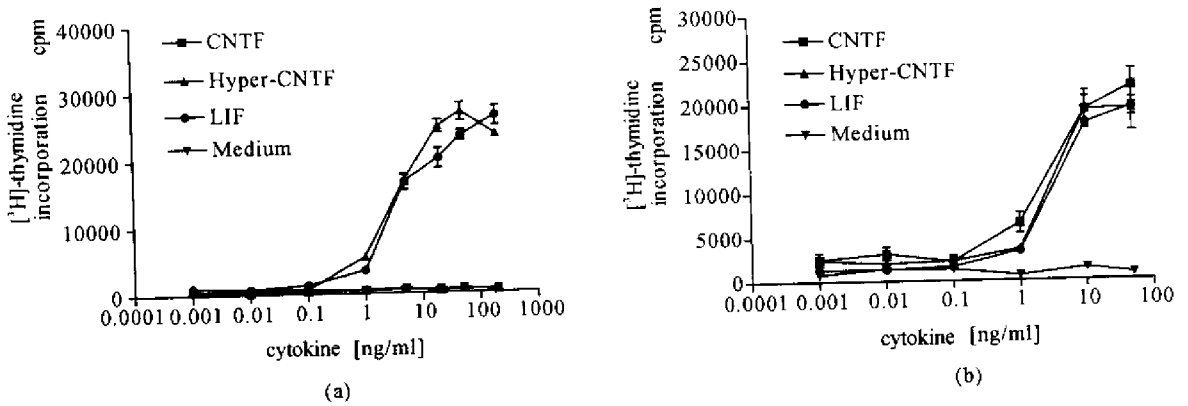 40000
30000
20000
10000
0
cpm
[³H]-thymidine
incorporation
CNTF
Hyper-CNTF
LIF
Medium
0.0001 0.001 0.01 0.1 1 10 100 1000
cytokine [ng/ml]
(a)
30000
25000
20000
15000
10000
5000
0
cpm
[³H]-thymidine
incorporation
CNTF
Hyper-CNTF
LIF
Medium
0.0001 0.001 0.01 0.1 1 10 100
cytokine [ng/ml]
(b)